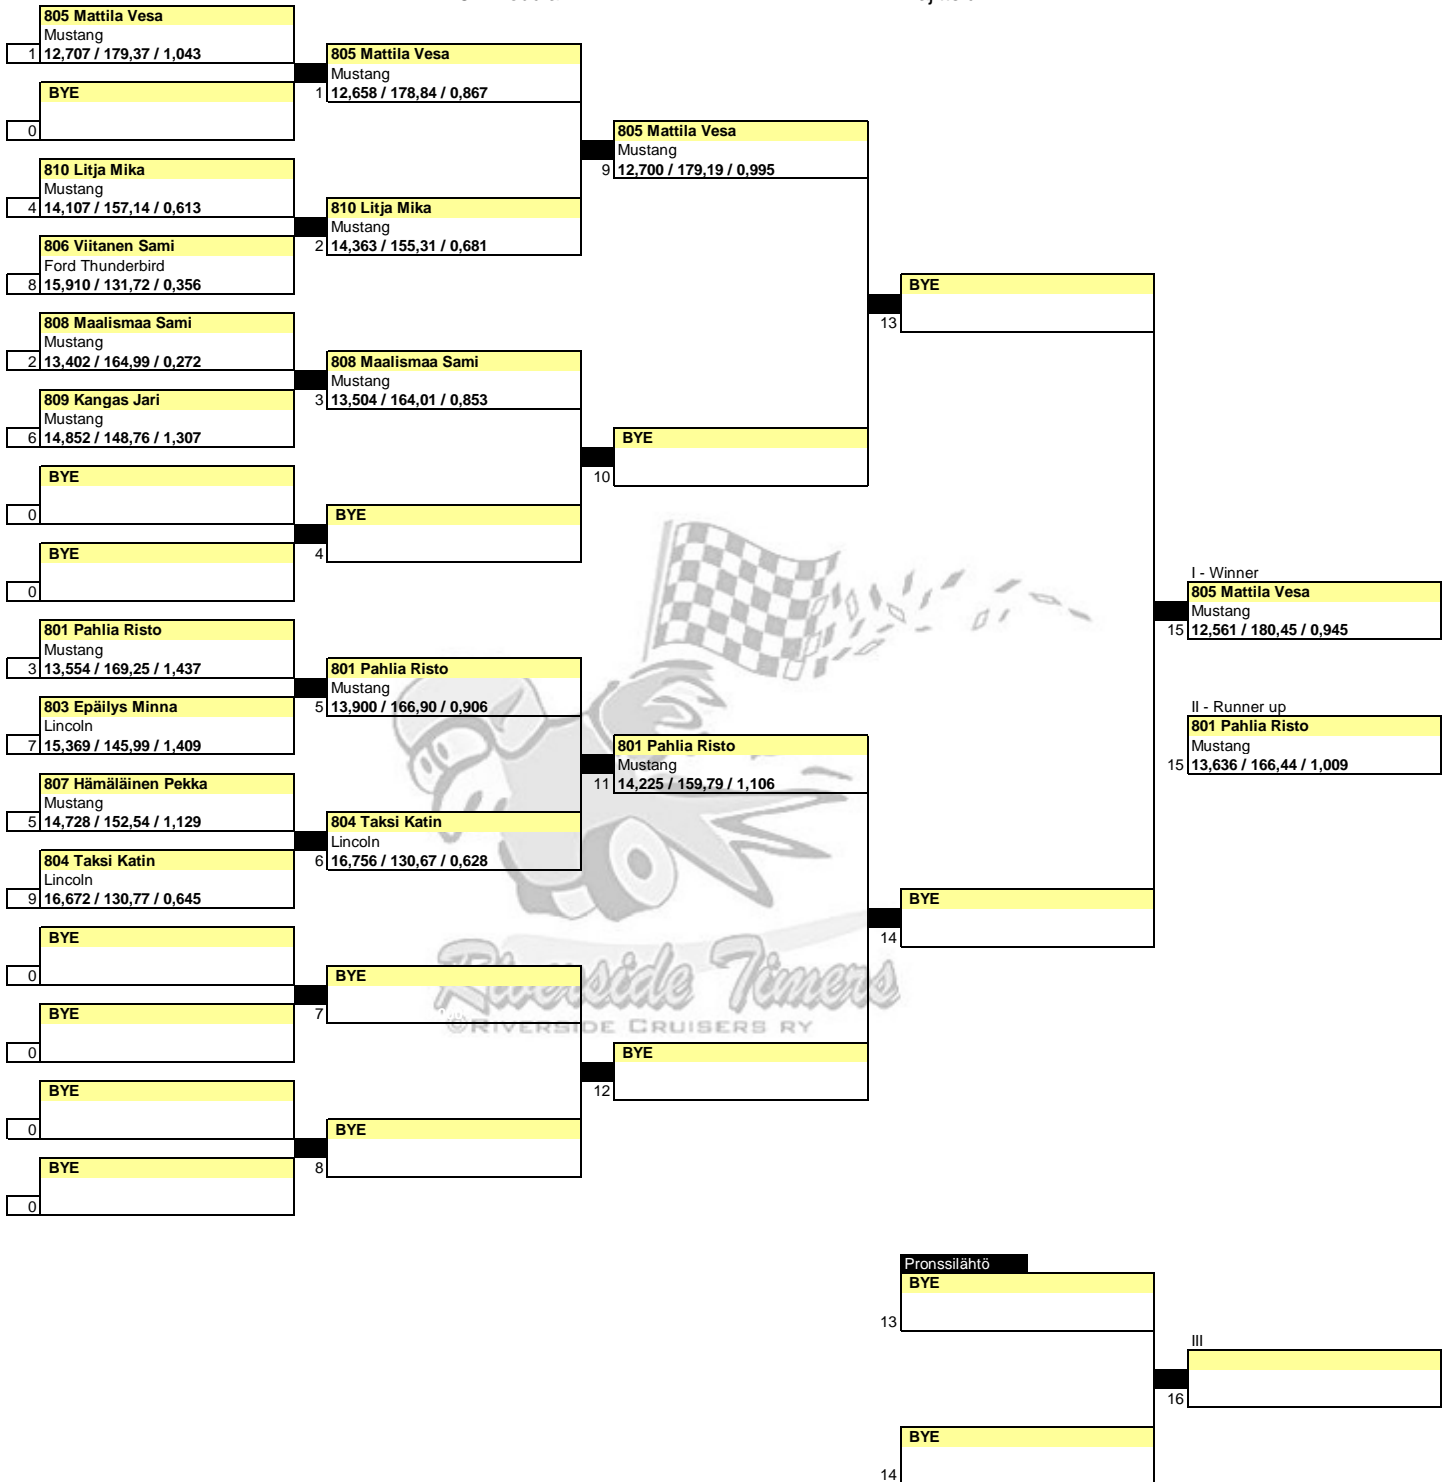 805 Mattila Vesa
Mustang
1 12,707 / 179,37 / 1,043
BYE
0
810 Litja Mika
Mustang
4 14,107 / 157,14 / 0,613
806 Viitanen Sami
Ford Thunderbird
8 15,910 / 131,72 / 0,356
808 Maalismaa Sami
Mustang
2 13,402 / 164,99 / 0,272
809 Kangas Jari
Mustang
6 14,852 / 148,76 / 1,307
BYE
0
BYE
0
801 Pahlia Risto
Mustang
3 13,554 / 169,25 / 1,437
803 Epäilys Minna
Lincoln
7 15,369 / 145,99 / 1,409
807 Hämäläinen Pekka
Mustang
5 14,728 / 152,54 / 1,129
804 Taksi Katin
Lincoln
9 16,672 / 130,77 / 0,645
BYE
0
BYE
0
BYE
0
BYE
0
805 Mattila Vesa
Mustang
1 12,658 / 178,84 / 0,867
810 Litja Mika
Mustang
2 14,363 / 155,31 / 0,681
808 Maalismaa Sami
Mustang
3 13,504 / 164,01 / 0,853
BYE
4
801 Pahlia Risto
Mustang
5 13,900 / 166,90 / 0,906
804 Taksi Katin
Lincoln
6 16,756 / 130,67 / 0,628
BYE
7
BYE
8
805 Mattila Vesa
Mustang
9 12,700 / 179,19 / 0,995
BYE
10
801 Pahlia Risto
Mustang
11 14,225 / 159,79 / 1,106
BYE
12
BYE
13
BYE
14
I - Winner
805 Mattila Vesa
Mustang
15 12,561 / 180,45 / 0,945
II - Runner up
801 Pahlia Risto
Mustang
15 13,636 / 166,44 / 1,009
Riverside Timers
©RIVERSIDE CRUISERS RY
Pronssilähtö
BYE
13
BYE
14
III
16